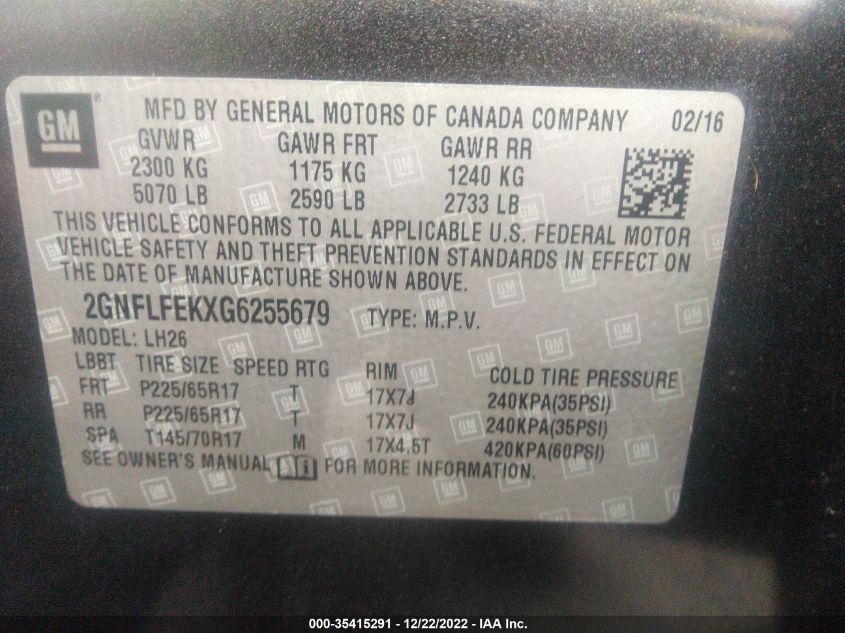 GM ® MFD BY GENERAL MOTORS OF CANADA COMPANY 02/16
GVWR GAWR FRT GAWR RR
2300 KG 1175 KG 1240 KG
5070 LB 2590 LB 2733 LB
THIS VEHICLE CONFORMS TO ALL APPLICABLE U.S. FEDERAL MOTOR
VEHICLE SAFETY AND THEFT PREVENTION STANDARDS IN EFFECT ON
THE DATE OF MANUFACTURE SHOWN ABOVE.
2GNFLFEKXG6255679 TYPE: M.P.V.
MODEL: LH26
LBBT TIRE SIZE SPEED RTG RIM COLD TIRE PRESSURE
FRT P225/65R17 T 17X7J 240KPA(35PSI)
RR P225/65R17 T 17X7J 240KPA(35PSI)
SPA T145/70R17 M 17X4.5T 420KPA(60PSI)
SEE OWNER'S MANUAL i FOR MORE INFORMATION.
000-35415291 - 12/22/2022 - IAA Inc.